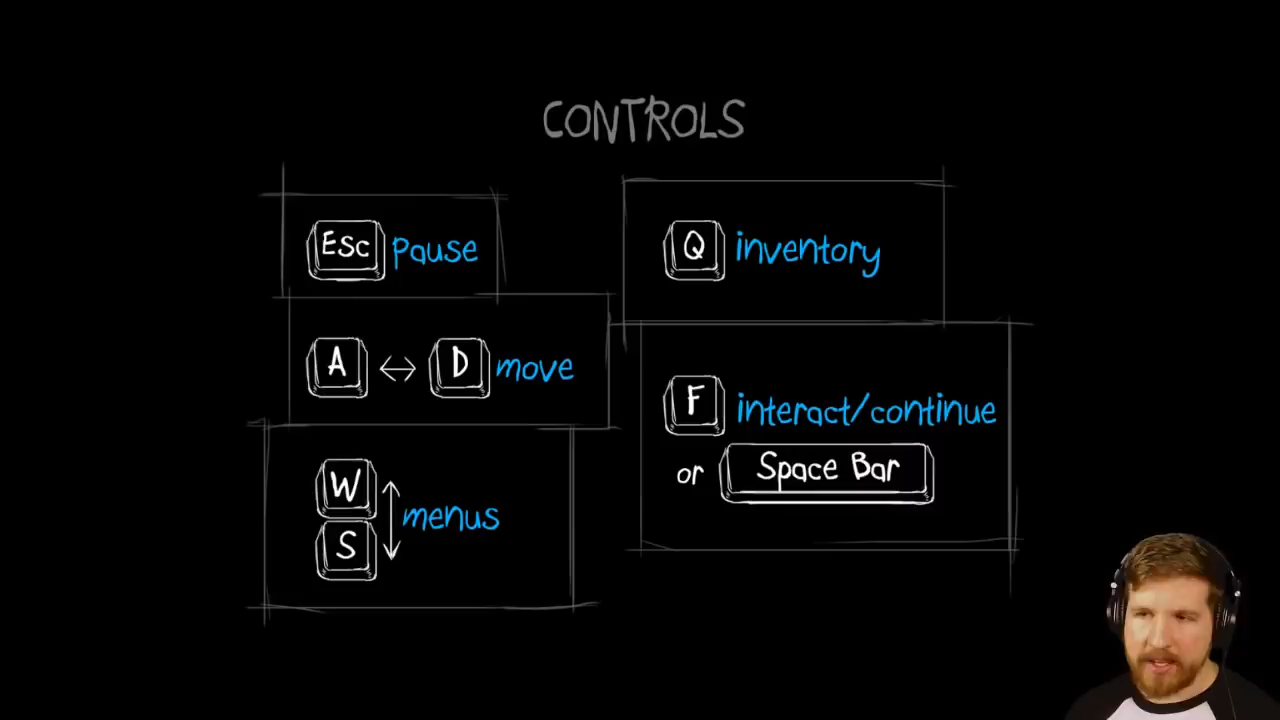 CONTROLS
Esc pause
A D move
W
S
menus
Q inventory
F interact/continue
or Space Bar